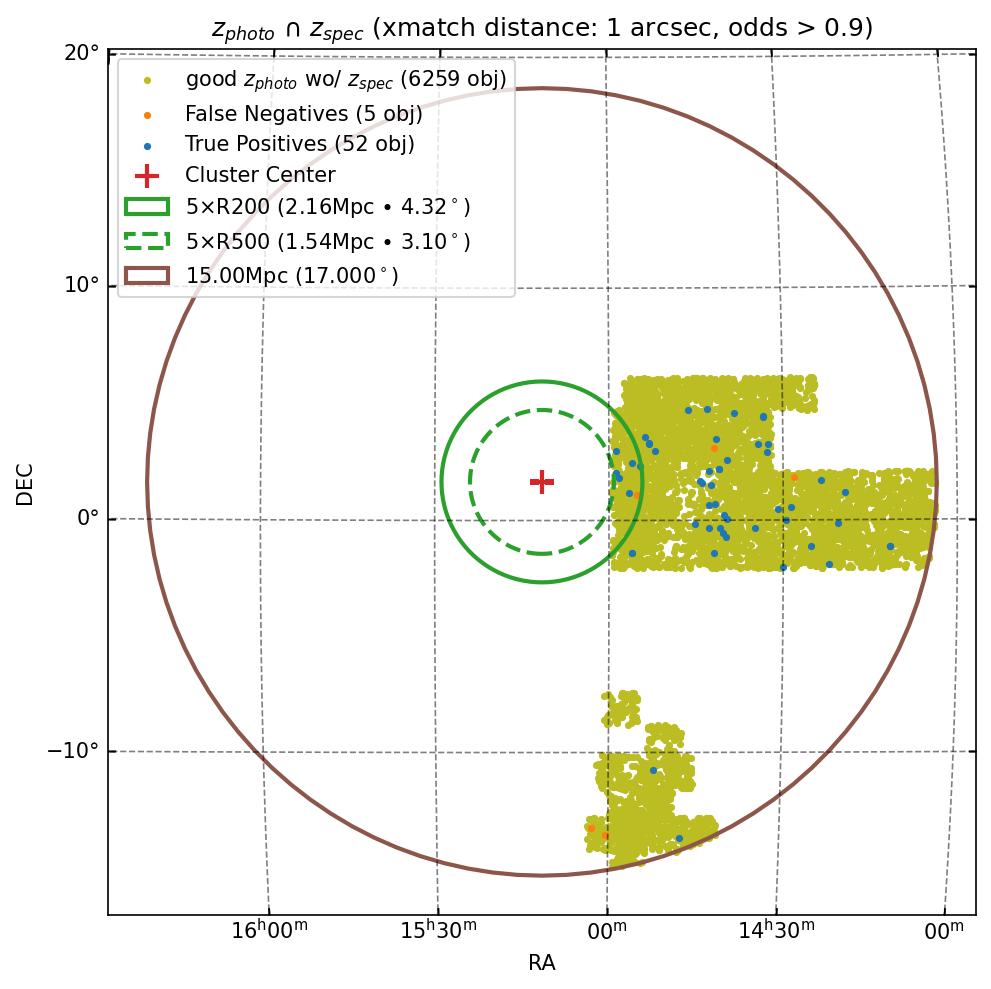 z_photo ∩ z_spec (xmatch distance: 1 arcsec, odds > 0.9)
good z_photo wo/ z_spec (6259 obj)
False Negatives (5 obj)
True Positives (52 obj)
Cluster Center
5×R200 (2.16Mpc • 4.32°)
5×R500 (1.54Mpc • 3.10°)
15.00Mpc (17.000°)
20°
10°
0°
−10°
DEC
16ʰ00ᵐ 15ʰ30ᵐ 00ᵐ 14ʰ30ᵐ 00ᵐ
RA